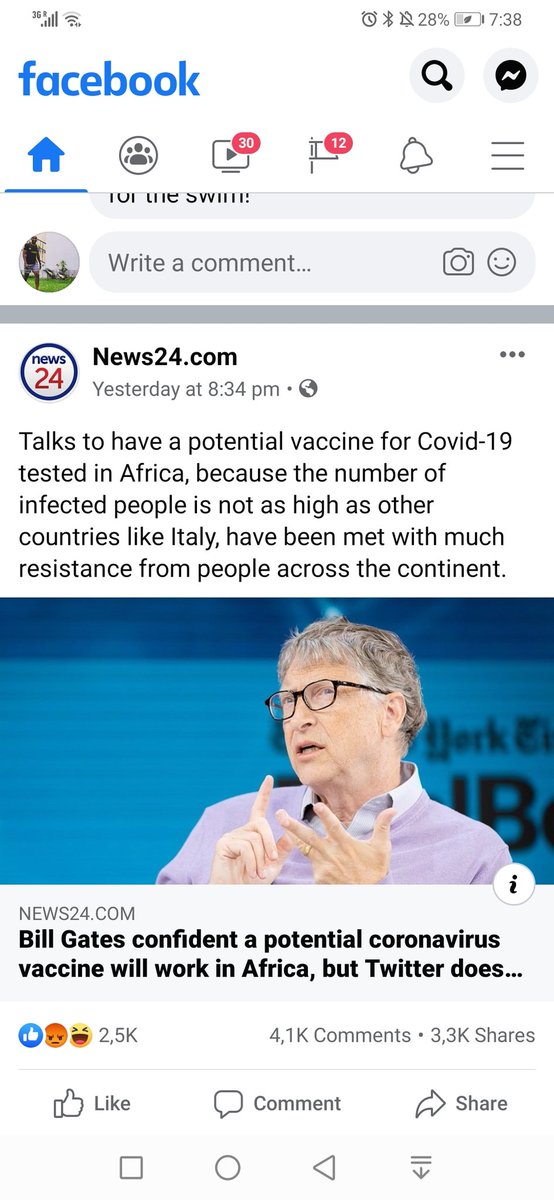 3G R 28% 7:38
facebook
30 12
for the swim!
Write a comment...
news
24
News24.com
Yesterday at 8:34 pm •
Talks to have a potential vaccine for Covid-19
tested in Africa, because the number of
infected people is not as high as other
countries like Italy, have been met with much
resistance from people across the continent.
York Ti
lB
i
NEWS24.COM
Bill Gates confident a potential coronavirus
vaccine will work in Africa, but Twitter does...
2,5K 4,1K Comments • 3,3K Shares
Like Comment Share